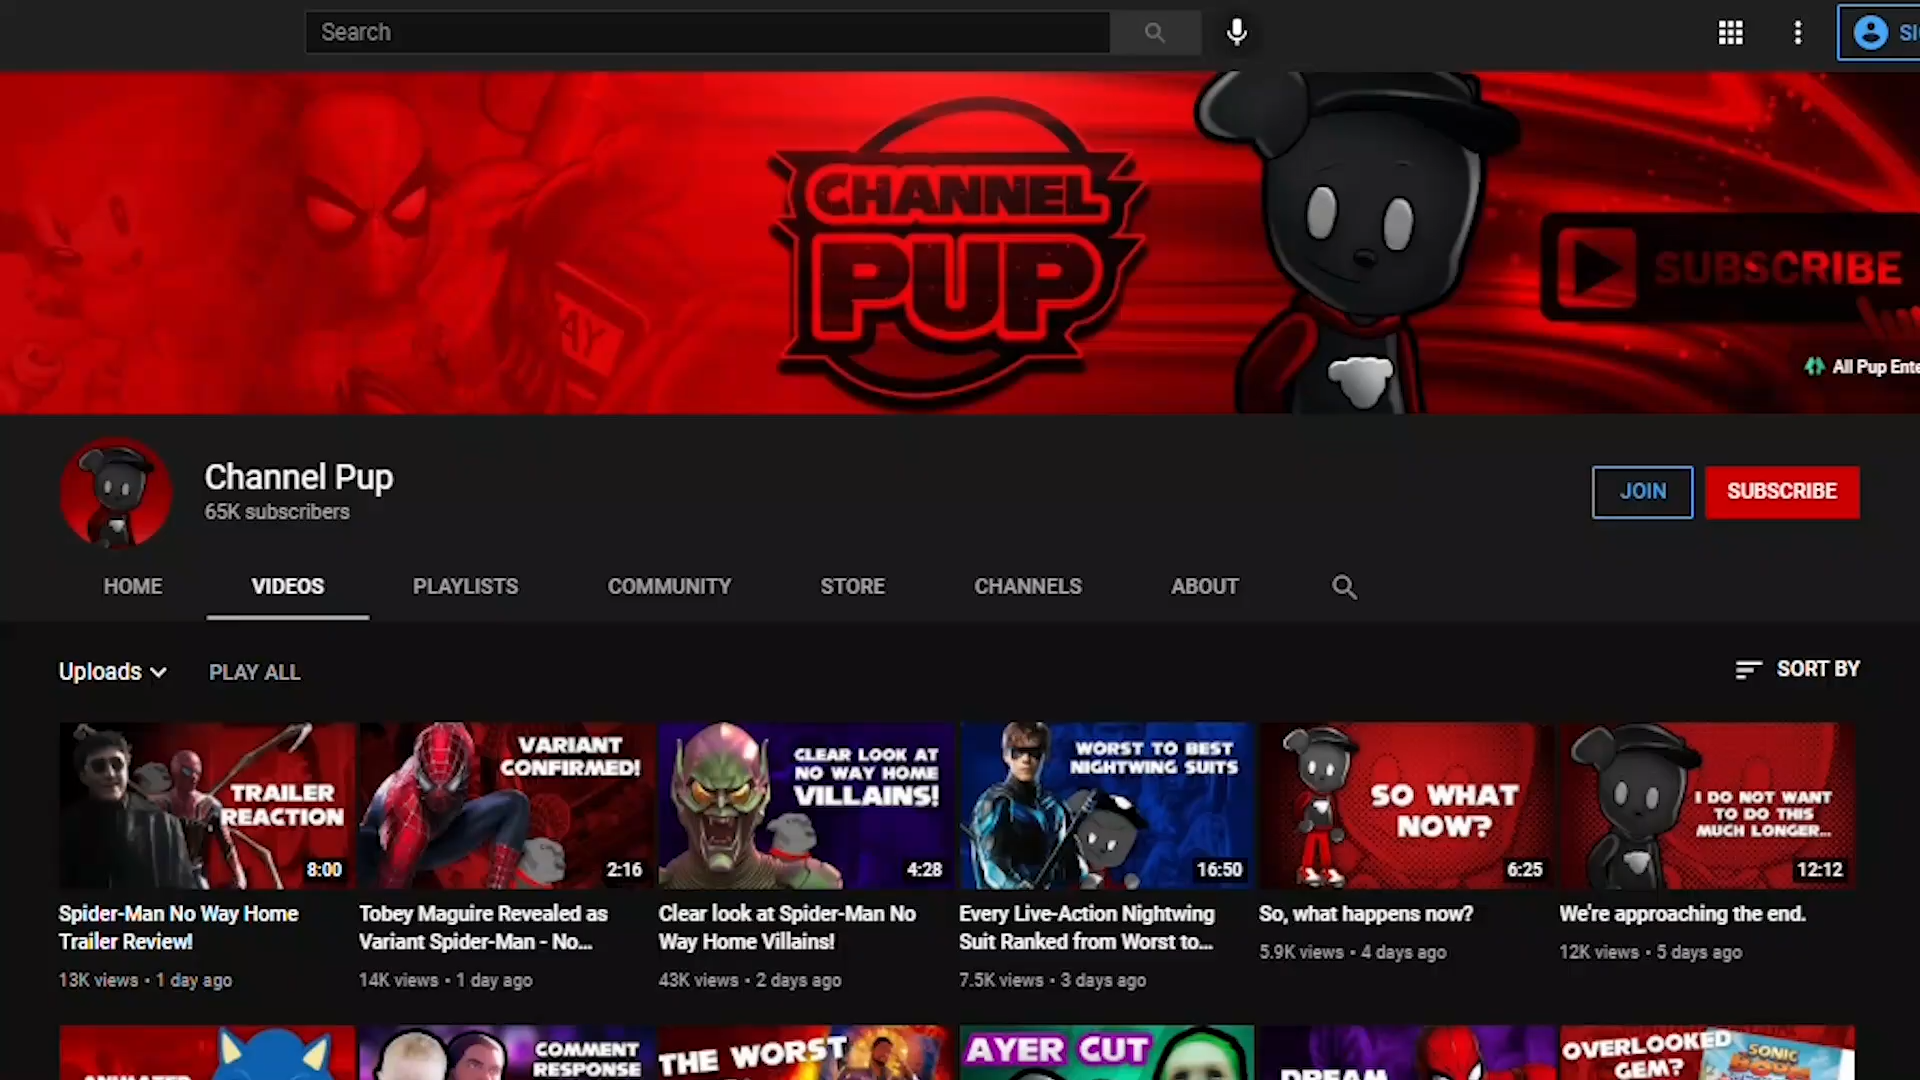 Search
CHANNEL
PUP
SUBSCRIBE
All Pup Ente
Channel Pup
65K subscribers
JOIN
SUBSCRIBE
HOME
VIDEOS
PLAYLISTS
COMMUNITY
STORE
CHANNELS
ABOUT
Uploads
PLAY ALL
SORT BY
TRAILER
REACTION
8:00
VARIANT
CONFIRMED!
2:16
CLEAR LOOK AT
NO WAY HOME
VILLAINS!
4:28
WORST TO BEST
NIGHTWING SUITS
16:50
SO WHAT
NOW?
6:25
I DO NOT WANT
TO DO THIS
MUCH LONGER...
12:12
Spider-Man No Way Home
Trailer Review!
13K views • 1 day ago
Tobey Maguire Revealed as
Variant Spider-Man - No...
14K views • 1 day ago
Clear look at Spider-Man No
Way Home Villains!
43K views • 2 days ago
Every Live-Action Nightwing
Suit Ranked from Worst to...
7.5K views • 3 days ago
So, what happens now?
5.9K views • 4 days ago
We're approaching the end.
12K views • 5 days ago
COMMENT
RESPONSE
THE WORST
AYER CUT
DREAM
OVERLOOKED
GEM?
SONIC